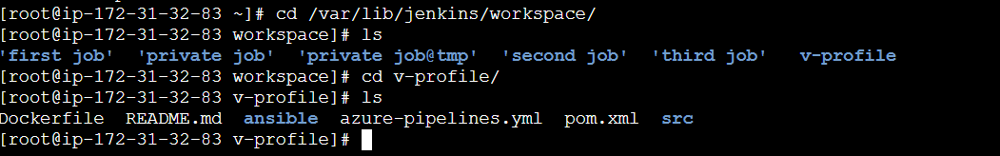 [root@ip-172-31-32-83 ~]# cd /var/lib/jenkins/workspace/
[root@ip-172-31-32-83 workspace]# ls
'first job'  'private job'  'private job@tmp'  'second job'  'third job'   v-profile
[root@ip-172-31-32-83 workspace]# cd v-profile/
[root@ip-172-31-32-83 v-profile]# ls
Dockerfile  README.md  ansible  azure-pipelines.yml  pom.xml  src
[root@ip-172-31-32-83 v-profile]#